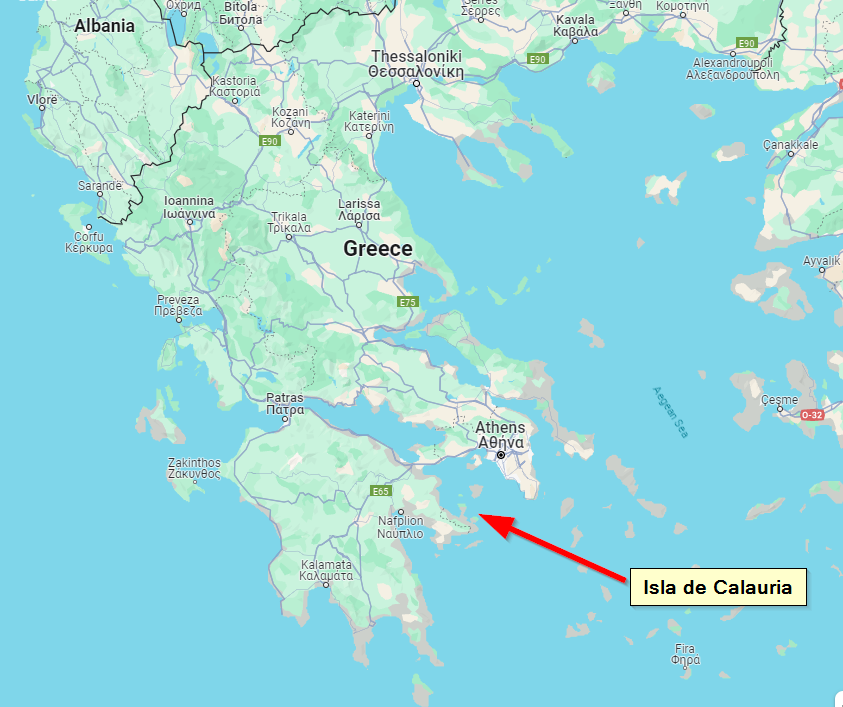 Охрид
Bitola
Битола
Serres
Σέρρες
Ξάνθη
Κομοτηνή
Albania
Kavala
Καβάλα
Thessaloniki
Θεσσαλονίκη
E90
E90
Alexandroupoli
Αλεξανδρούπολη
Kastoria
Καστοριά
Vlorë
Kozani
Κοζάνη
Katerini
Κατερίνη
E90
Çanakkale
Sarandë
Ioannina
Ιωάννινα
Larissa
Λάρισα
Trikala
Τρίκαλα
Corfu
Κέρκυρα
Greece
Ayvalık
Preveza
Πρέβεζα
E75
Patras
Πάτρα
Aegean Sea
Çeşme
O-32
Athens
Αθήνα
Zakinthos
Ζάκυνθος
E65
Nafplion
Ναύπλιο
Kalamata
Καλαμάτα
Isla de Calauria
Fira
Φηρά